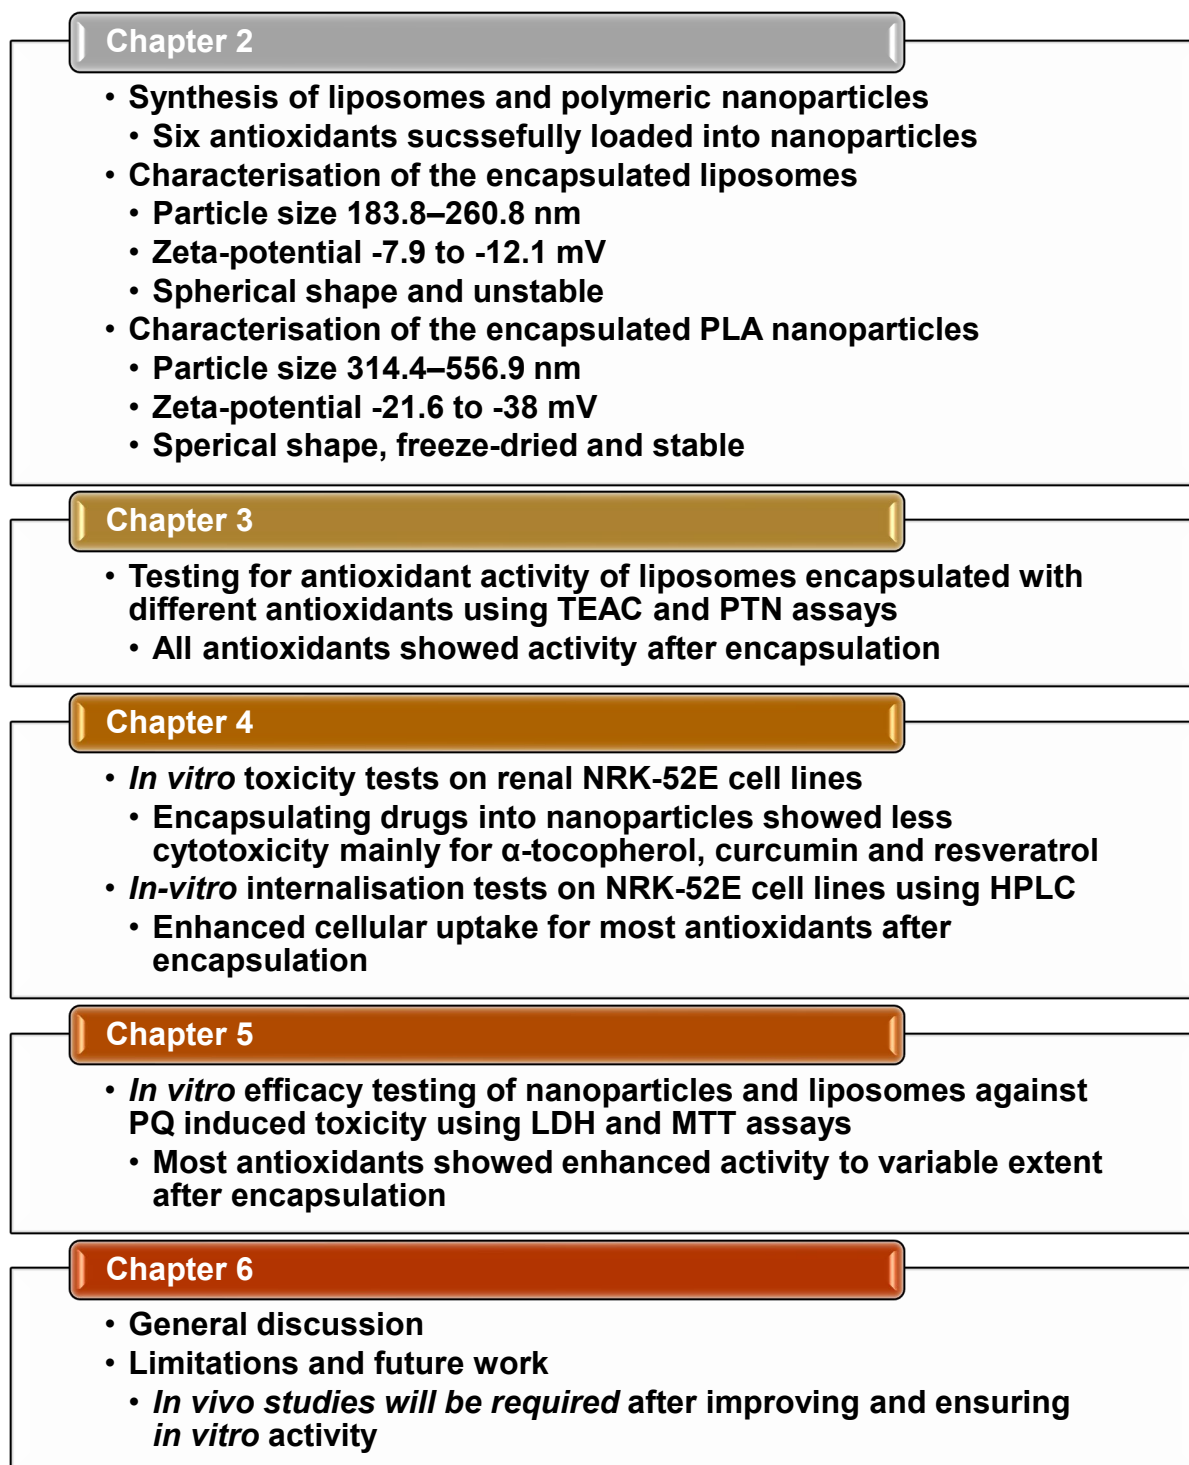 Chapter 2
• Synthesis of liposomes and polymeric nanoparticles
• Six antioxidants sucssefully loaded into nanoparticles
• Characterisation of the encapsulated liposomes
• Particle size 183.8–260.8 nm
• Zeta-potential -7.9 to -12.1 mV
• Spherical shape and unstable
• Characterisation of the encapsulated PLA nanoparticles
• Particle size 314.4–556.9 nm
• Zeta-potential -21.6 to -38 mV
• Sperical shape, freeze-dried and stable
Chapter 3
• Testing for antioxidant activity of liposomes encapsulated with
different antioxidants using TEAC and PTN assays
• All antioxidants showed activity after encapsulation
Chapter 4
• In vitro toxicity tests on renal NRK-52E cell lines
• Encapsulating drugs into nanoparticles showed less
cytotoxicity mainly for α-tocopherol, curcumin and resveratrol
• In-vitro internalisation tests on NRK-52E cell lines using HPLC
• Enhanced cellular uptake for most antioxidants after
encapsulation
Chapter 5
• In vitro efficacy testing of nanoparticles and liposomes against
PQ induced toxicity using LDH and MTT assays
• Most antioxidants showed enhanced activity to variable extent
after encapsulation
Chapter 6
• General discussion
• Limitations and future work
• In vivo studies will be required after improving and ensuring
in vitro activity